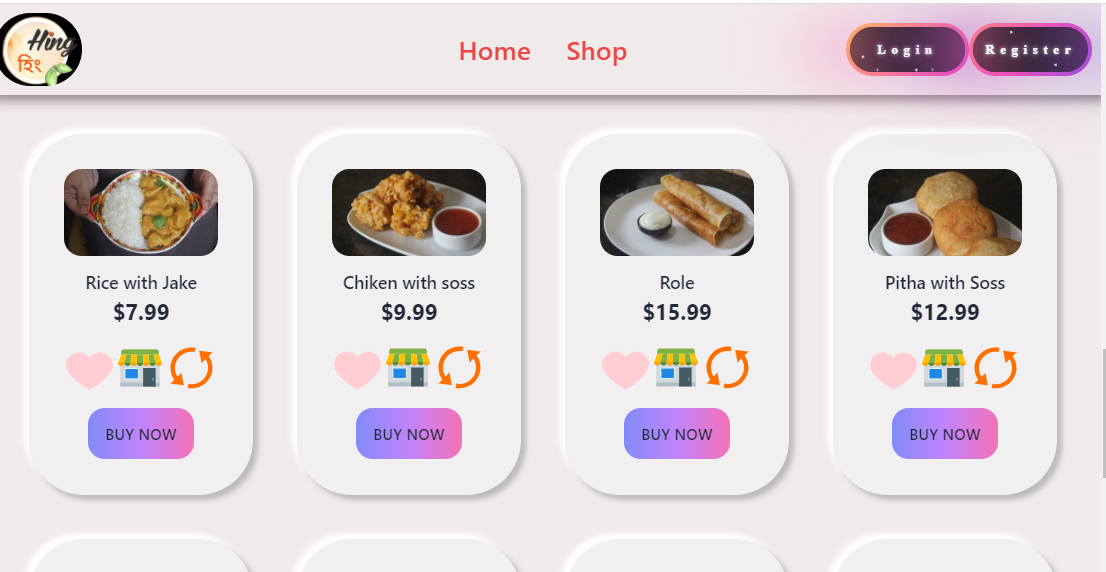 Hing
হিং
Home Shop
Login Register
Rice with Jake
$7.99
BUY NOW
Chiken with soss
$9.99
BUY NOW
Role
$15.99
BUY NOW
Pitha with Soss
$12.99
BUY NOW